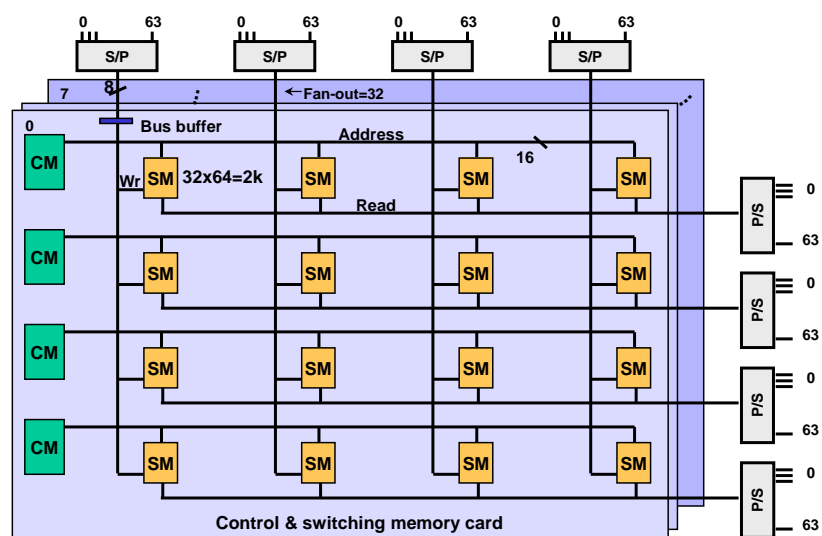 0 63 0 63 0 63 0 63
S/P S/P S/P S/P
7 8 ←Fan-out=32
0 Bus buffer Address
16
CM Wr SM 32x64=2k SM SM SM
Read
P/S 0
63
CM SM SM SM SM
P/S 0
63
CM SM SM SM SM
P/S 0
63
CM SM SM SM SM
P/S 0
63
Control & switching memory card